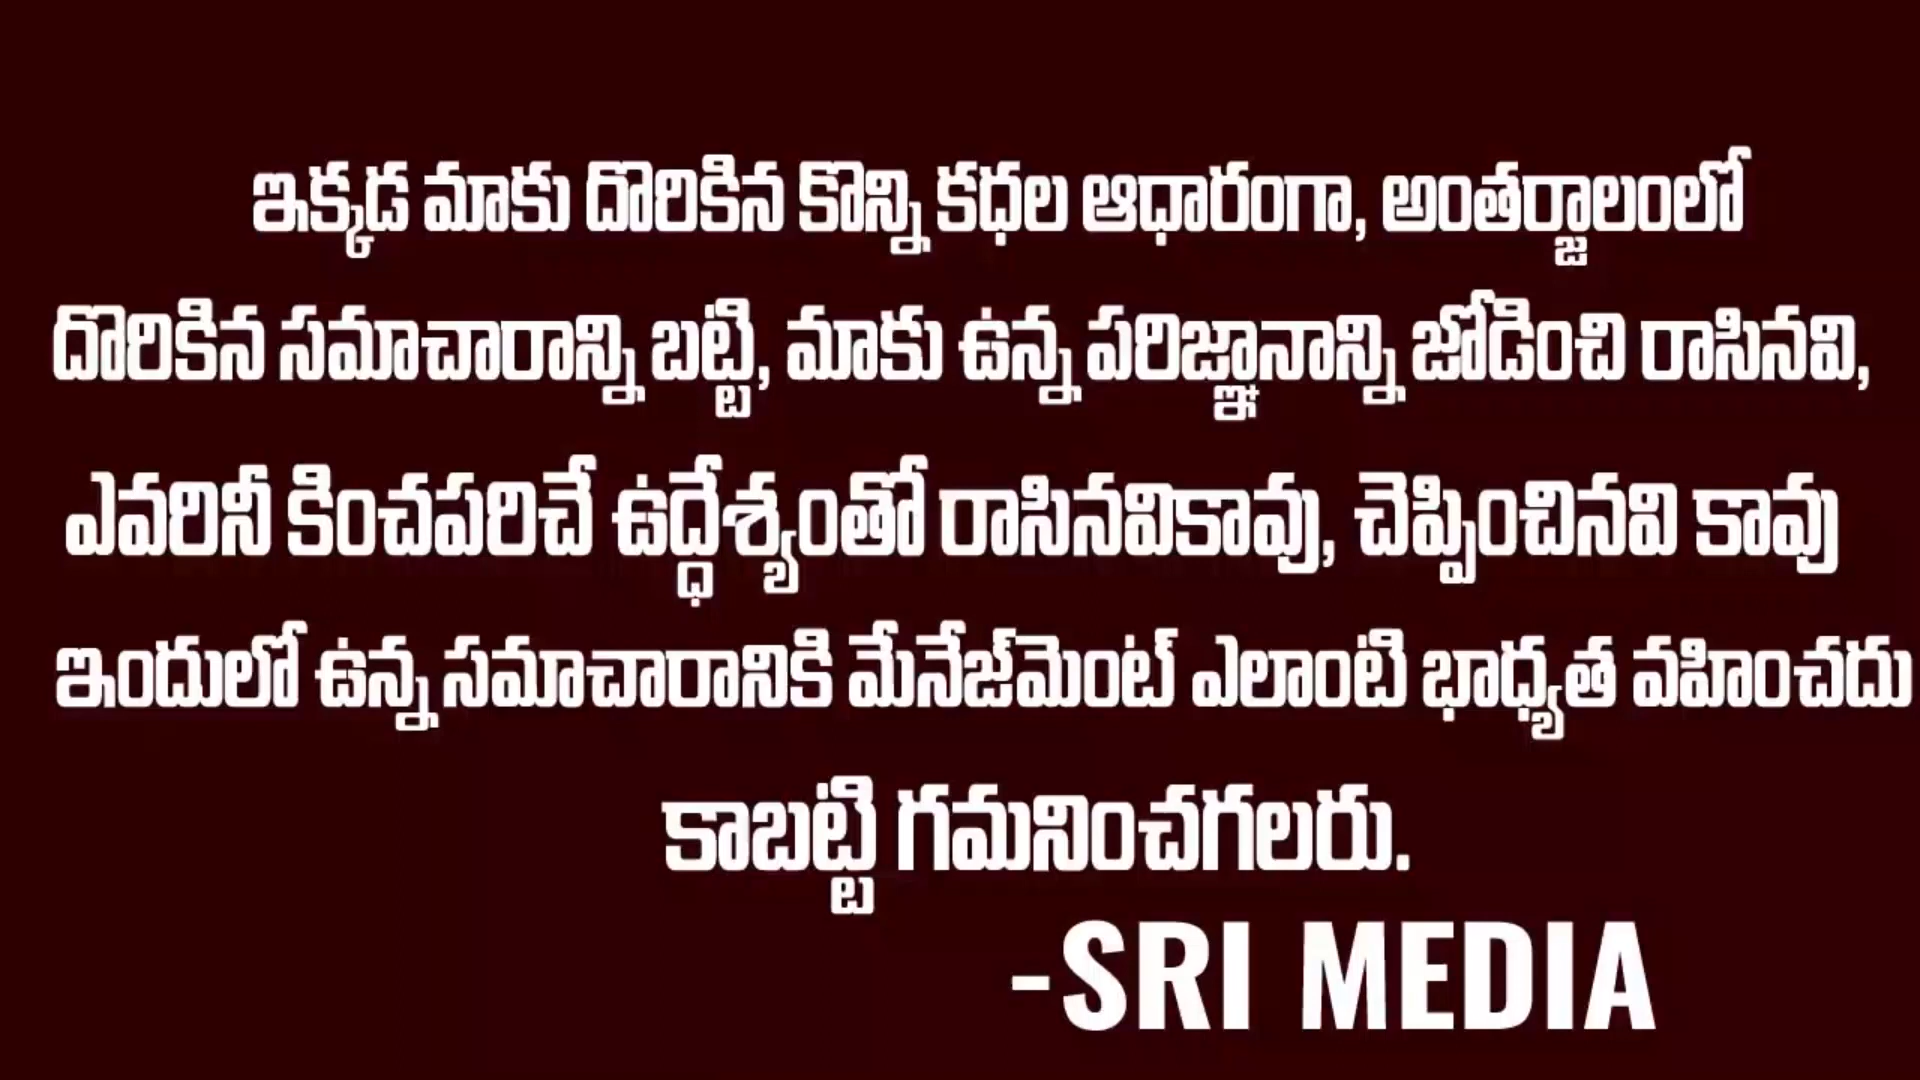 ఇక్కడ మాకు దొరికిన కొన్ని కధల ఆధారంగా, అంతర్జాలంలో
దొరికిన సమాచారాన్ని బట్టి, మాకు ఉన్న పరిజ్ఞానాన్ని జోడించి రాసినవి,
ఎవరినీ కించపరిచే ఉద్ధేశ్యంతో రాసినవికావు, చెప్పించినవి కావు
ఇందులో ఉన్న సమాచారానికి మేనేజ్‌మెంట్ ఎలాంటి భాధ్యత వహించదు
కాబట్టి గమనించగలరు.
-SRI MEDIA